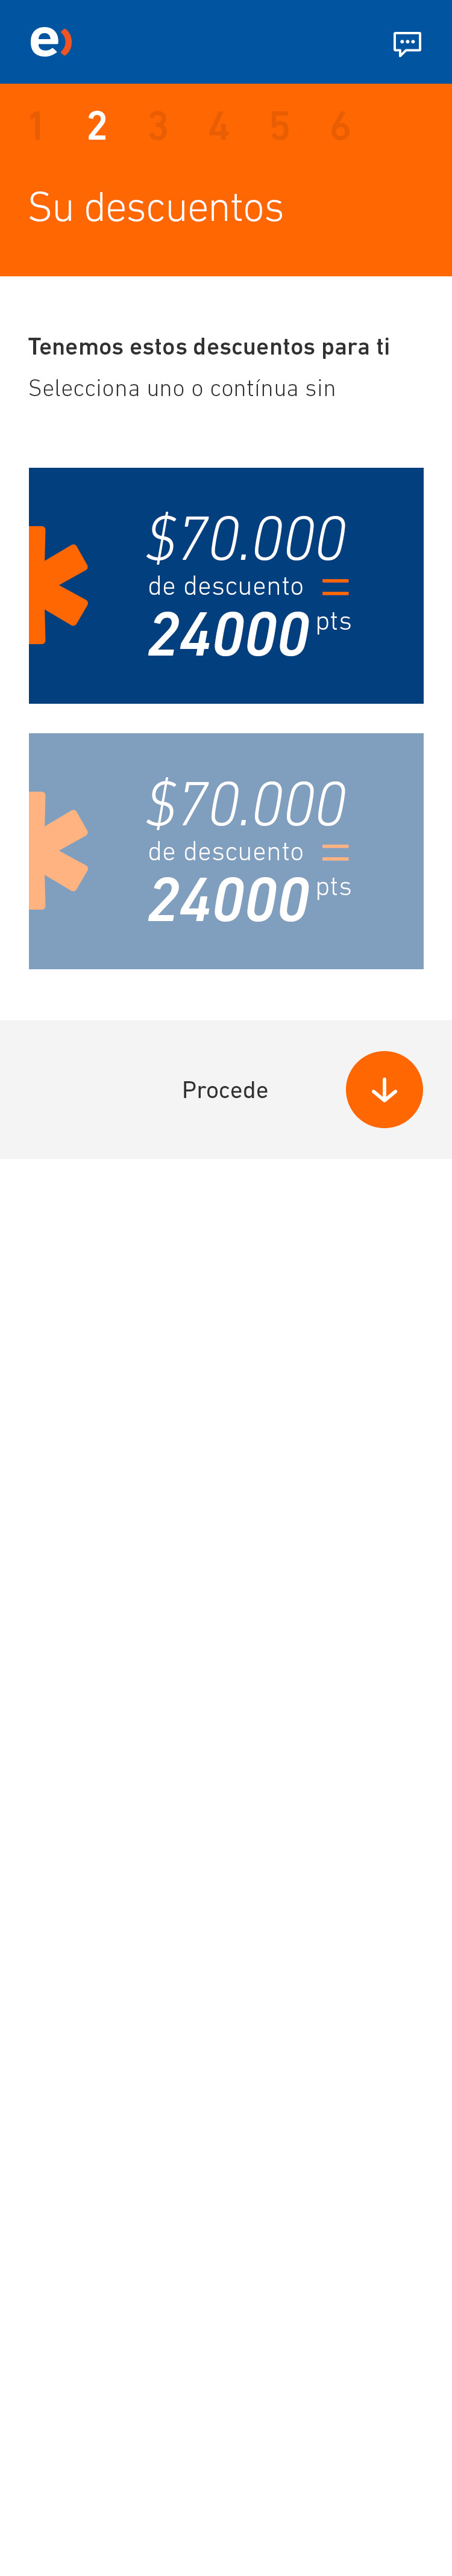 e)
1 2 3 4 5 6
Su descuentos
Tenemos estos descuentos para ti
Selecciona uno o contínua sin
$70.000
de descuento =
24000 pts
$70.000
de descuento =
24000 pts
Procede